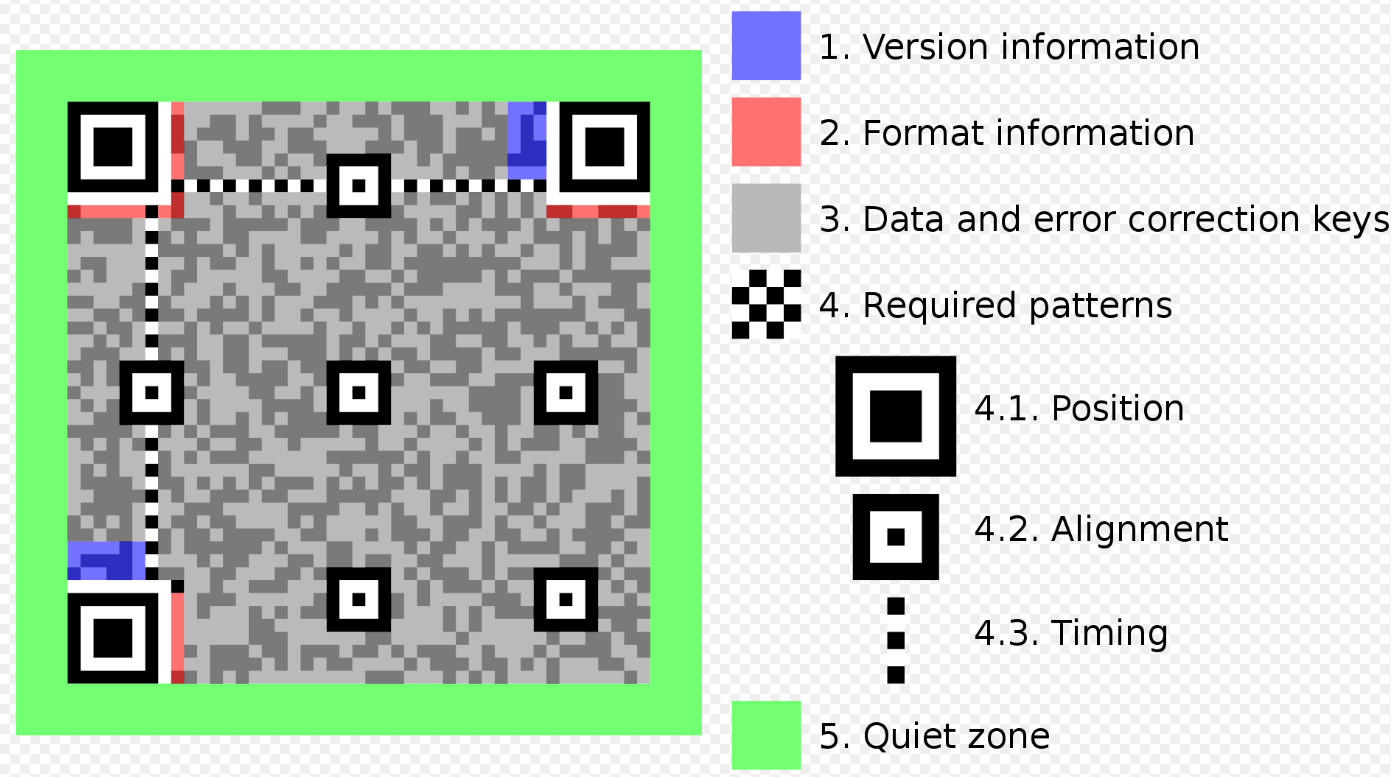 1. Version information
2. Format information
3. Data and error correction keys
4. Required patterns
4.1. Position
4.2. Alignment
4.3. Timing
5. Quiet zone